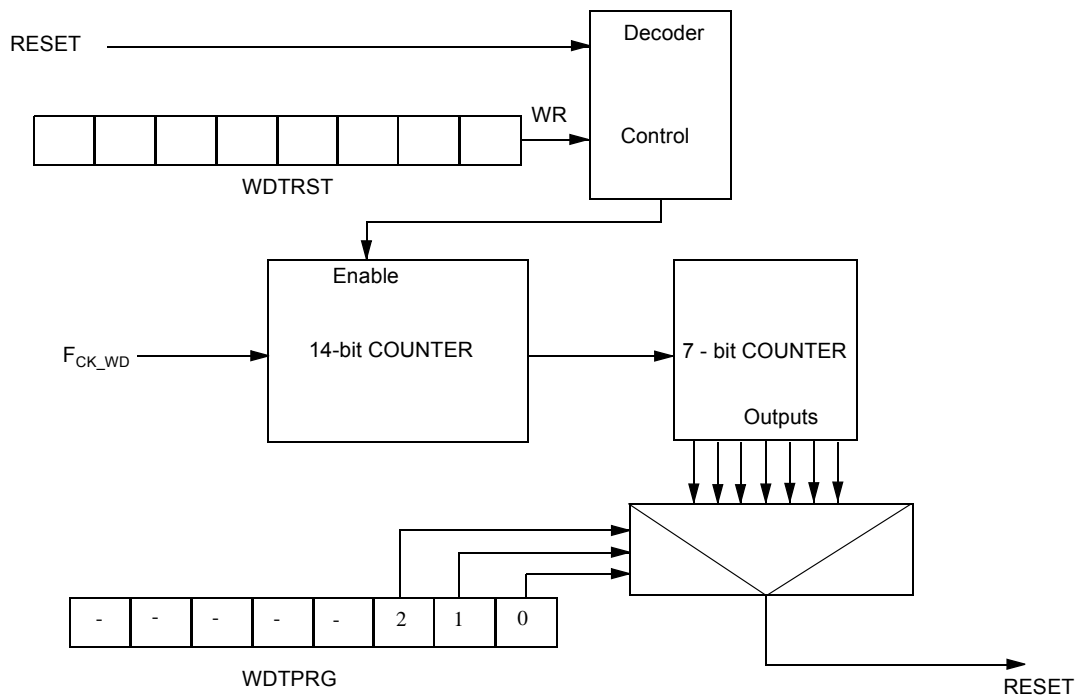 RESET
Decoder
WR
Control
WDTRST
Enable
F_CK_WD
14-bit COUNTER
7 - bit COUNTER
Outputs
- - - - - 2 1 0
WDTPRG
RESET